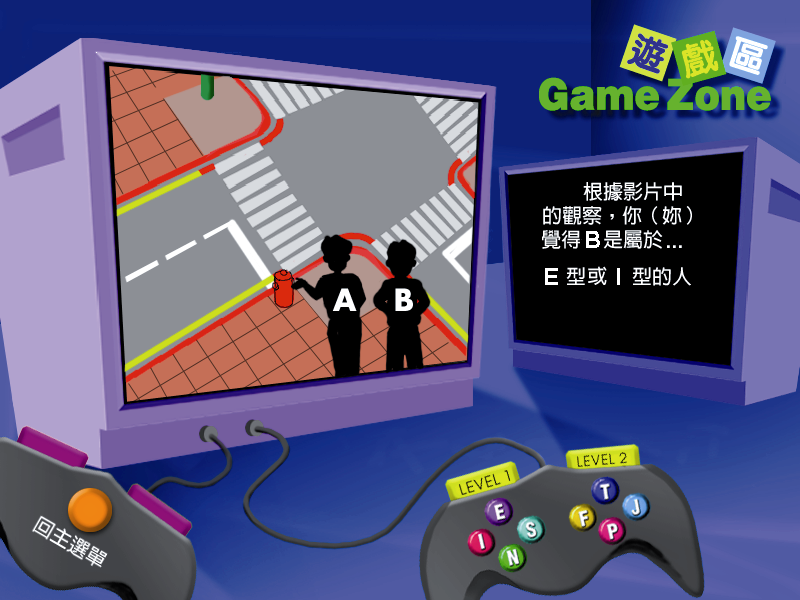 遊戲區
Game Zone
根據影片中
的觀察，你（妳）
覺得B是屬於...
E 型或 I 型的人
A
B
LEVEL 1
LEVEL 2
E
S
I
N
T
F
J
P
回主選單